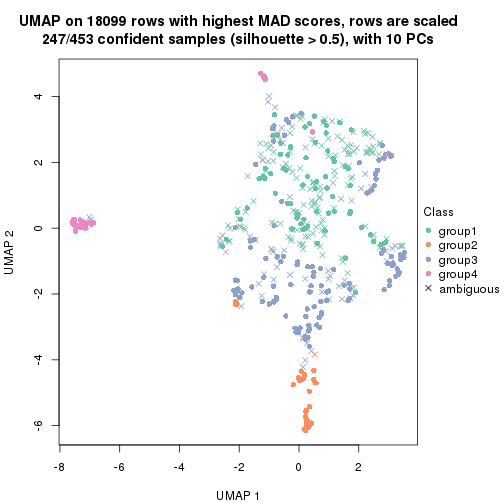 UMAP on 18099 rows with highest MAD scores, rows are scaled
247/453 confident samples (silhouette > 0.5), with 10 PCs
4
2
0
-2
-4
-6
UMAP 2
-8 -6 -4 -2 0 2
UMAP 1
Class
group1
group2
group3
group4
ambiguous